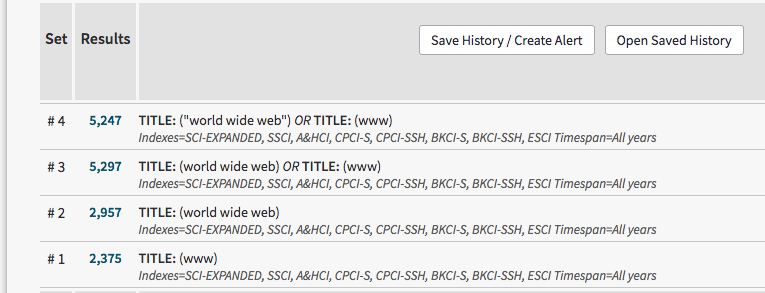 Set Results Save History / Create Alert Open Saved History
# 4 5,247 TITLE: ("world wide web") OR TITLE: (www)
Indexes=SCI-EXPANDED, SSCI, A&HCI, CPCI-S, CPCI-SSH, BKCI-S, BKCI-SSH, ESCI Timespan=All years
# 3 5,297 TITLE: (world wide web) OR TITLE: (www)
Indexes=SCI-EXPANDED, SSCI, A&HCI, CPCI-S, CPCI-SSH, BKCI-S, BKCI-SSH, ESCI Timespan=All years
# 2 2,957 TITLE: (world wide web)
Indexes=SCI-EXPANDED, SSCI, A&HCI, CPCI-S, CPCI-SSH, BKCI-S, BKCI-SSH, ESCI Timespan=All years
# 1 2,375 TITLE: (www)
Indexes=SCI-EXPANDED, SSCI, A&HCI, CPCI-S, CPCI-SSH, BKCI-S, BKCI-SSH, ESCI Timespan=All years